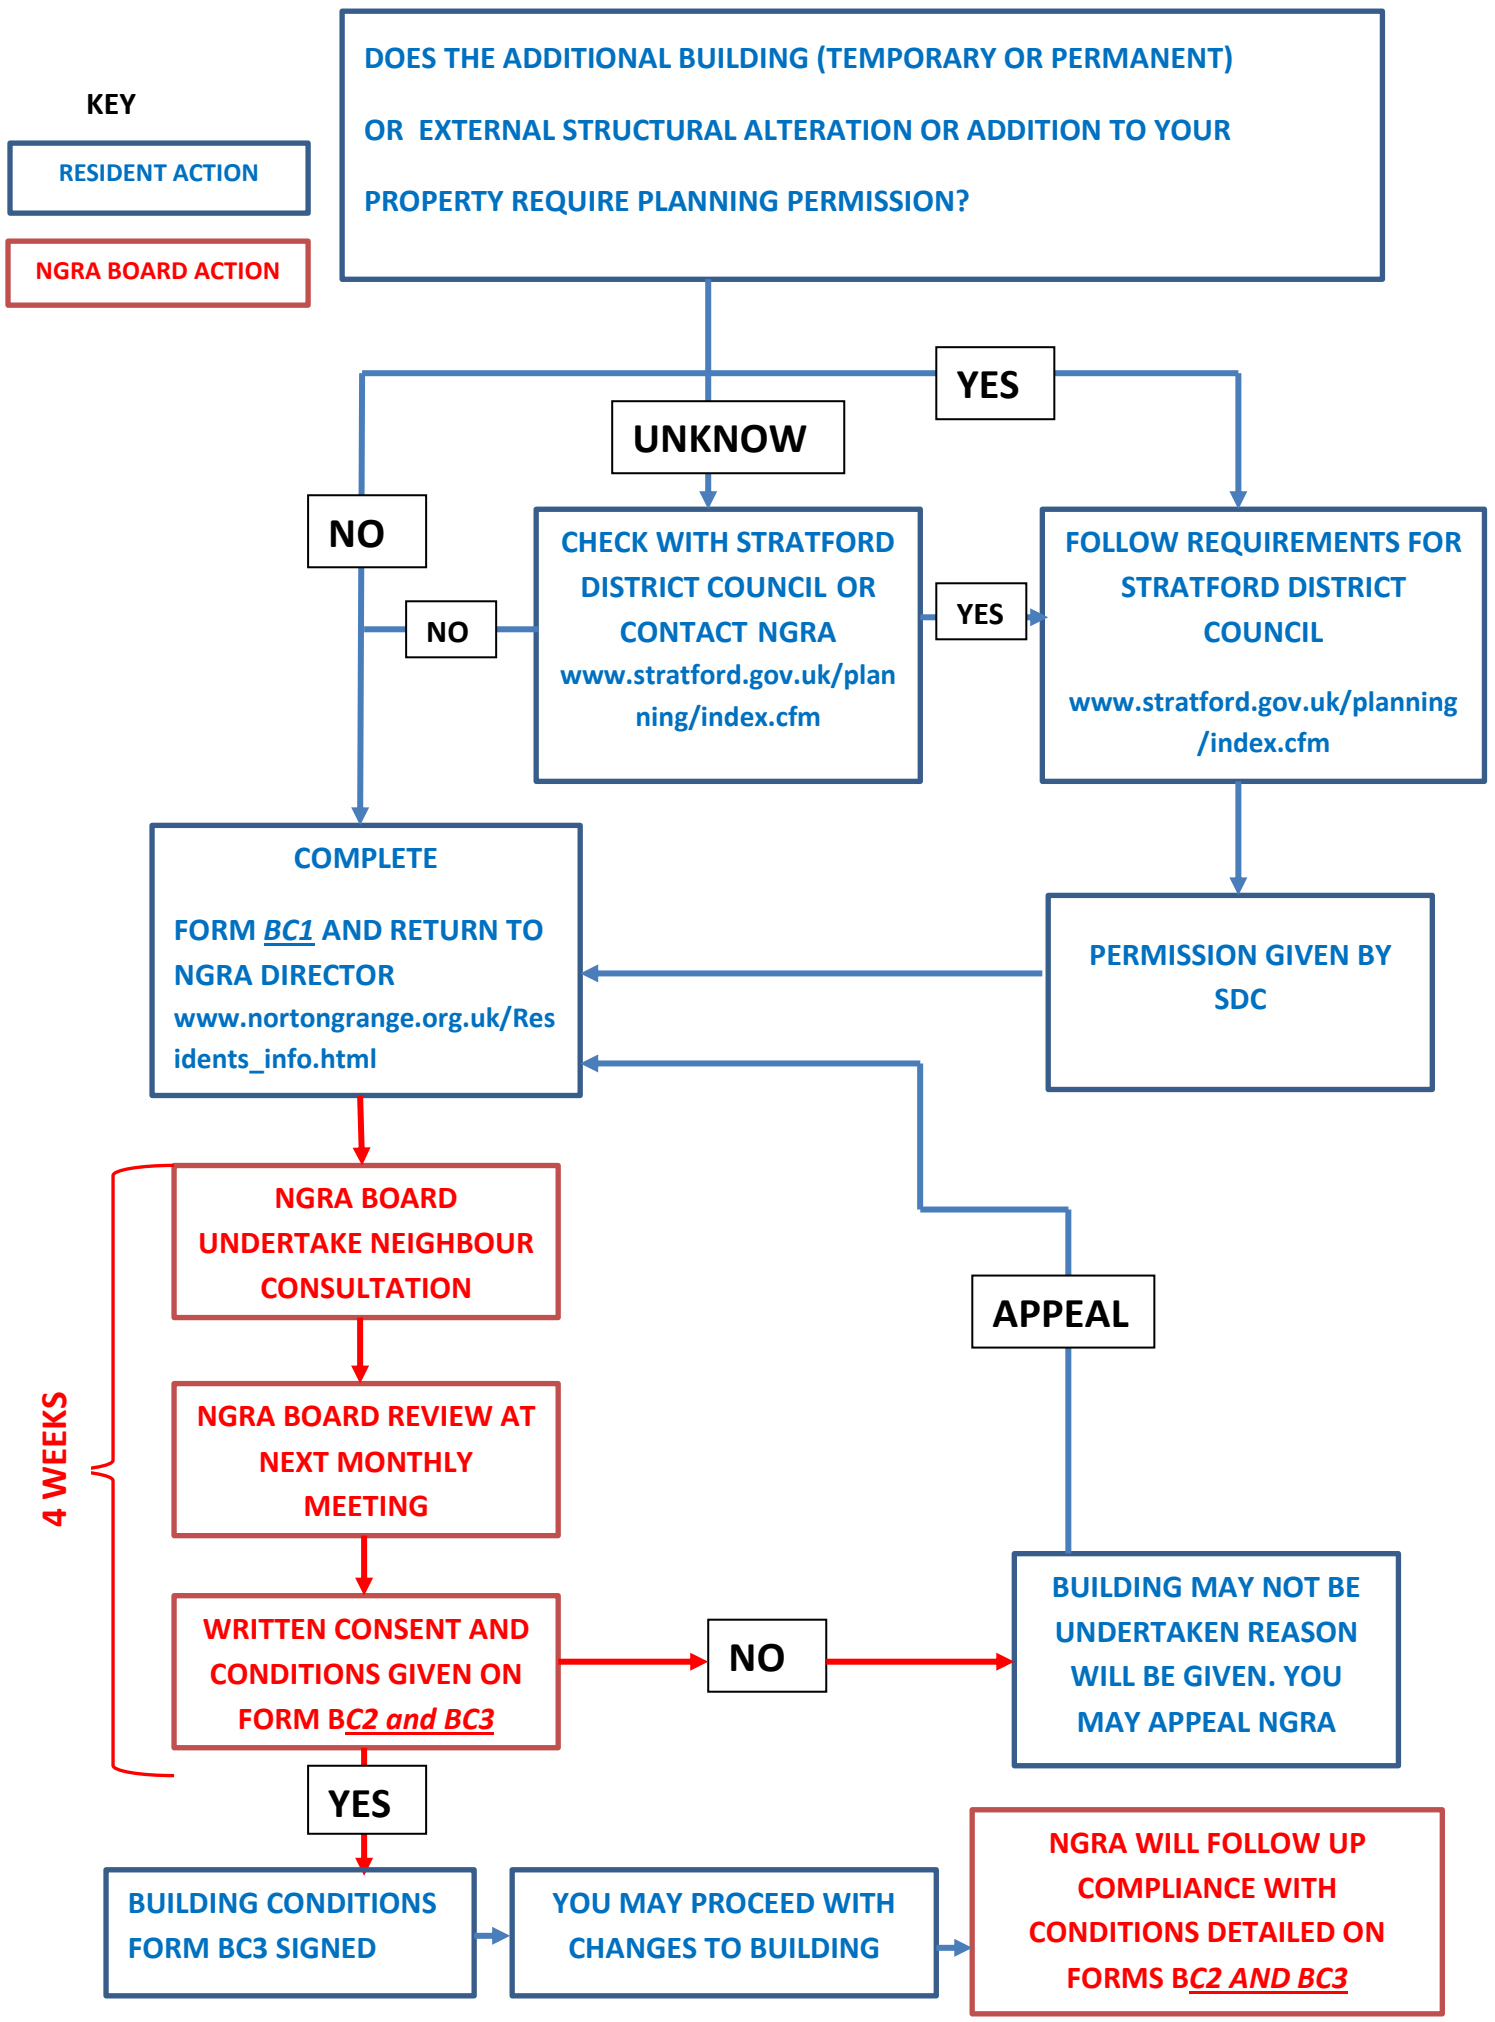 DOES THE ADDITIONAL BUILDING (TEMPORARY OR PERMANENT)
OR EXTERNAL STRUCTURAL ALTERATION OR ADDITION TO YOUR
PROPERTY REQUIRE PLANNING PERMISSION?
KEY
RESIDENT ACTION
NGRA BOARD ACTION
YES
UNKNOW
NO
CHECK WITH STRATFORD
DISTRICT COUNCIL OR
CONTACT NGRA
www.stratford.gov.uk/plan
ning/index.cfm
NO
YES
FOLLOW REQUIREMENTS FOR
STRATFORD DISTRICT
COUNCIL
www.stratford.gov.uk/planning
/index.cfm
COMPLETE
FORM BC1 AND RETURN TO
NGRA DIRECTOR
www.nortongrange.org.uk/Res
idents_info.html
PERMISSION GIVEN BY
SDC
NGRA BOARD
UNDERTAKE NEIGHBOUR
CONSULTATION
APPEAL
4 WEEKS
NGRA BOARD REVIEW AT
NEXT MONTHLY
MEETING
WRITTEN CONSENT AND
CONDITIONS GIVEN ON
FORM BC2 and BC3
NO
BUILDING MAY NOT BE
UNDERTAKEN REASON
WILL BE GIVEN. YOU
MAY APPEAL NGRA
YES
BUILDING CONDITIONS
FORM BC3 SIGNED
YOU MAY PROCEED WITH
CHANGES TO BUILDING
NGRA WILL FOLLOW UP
COMPLIANCE WITH
CONDITIONS DETAILED ON
FORMS BC2 AND BC3